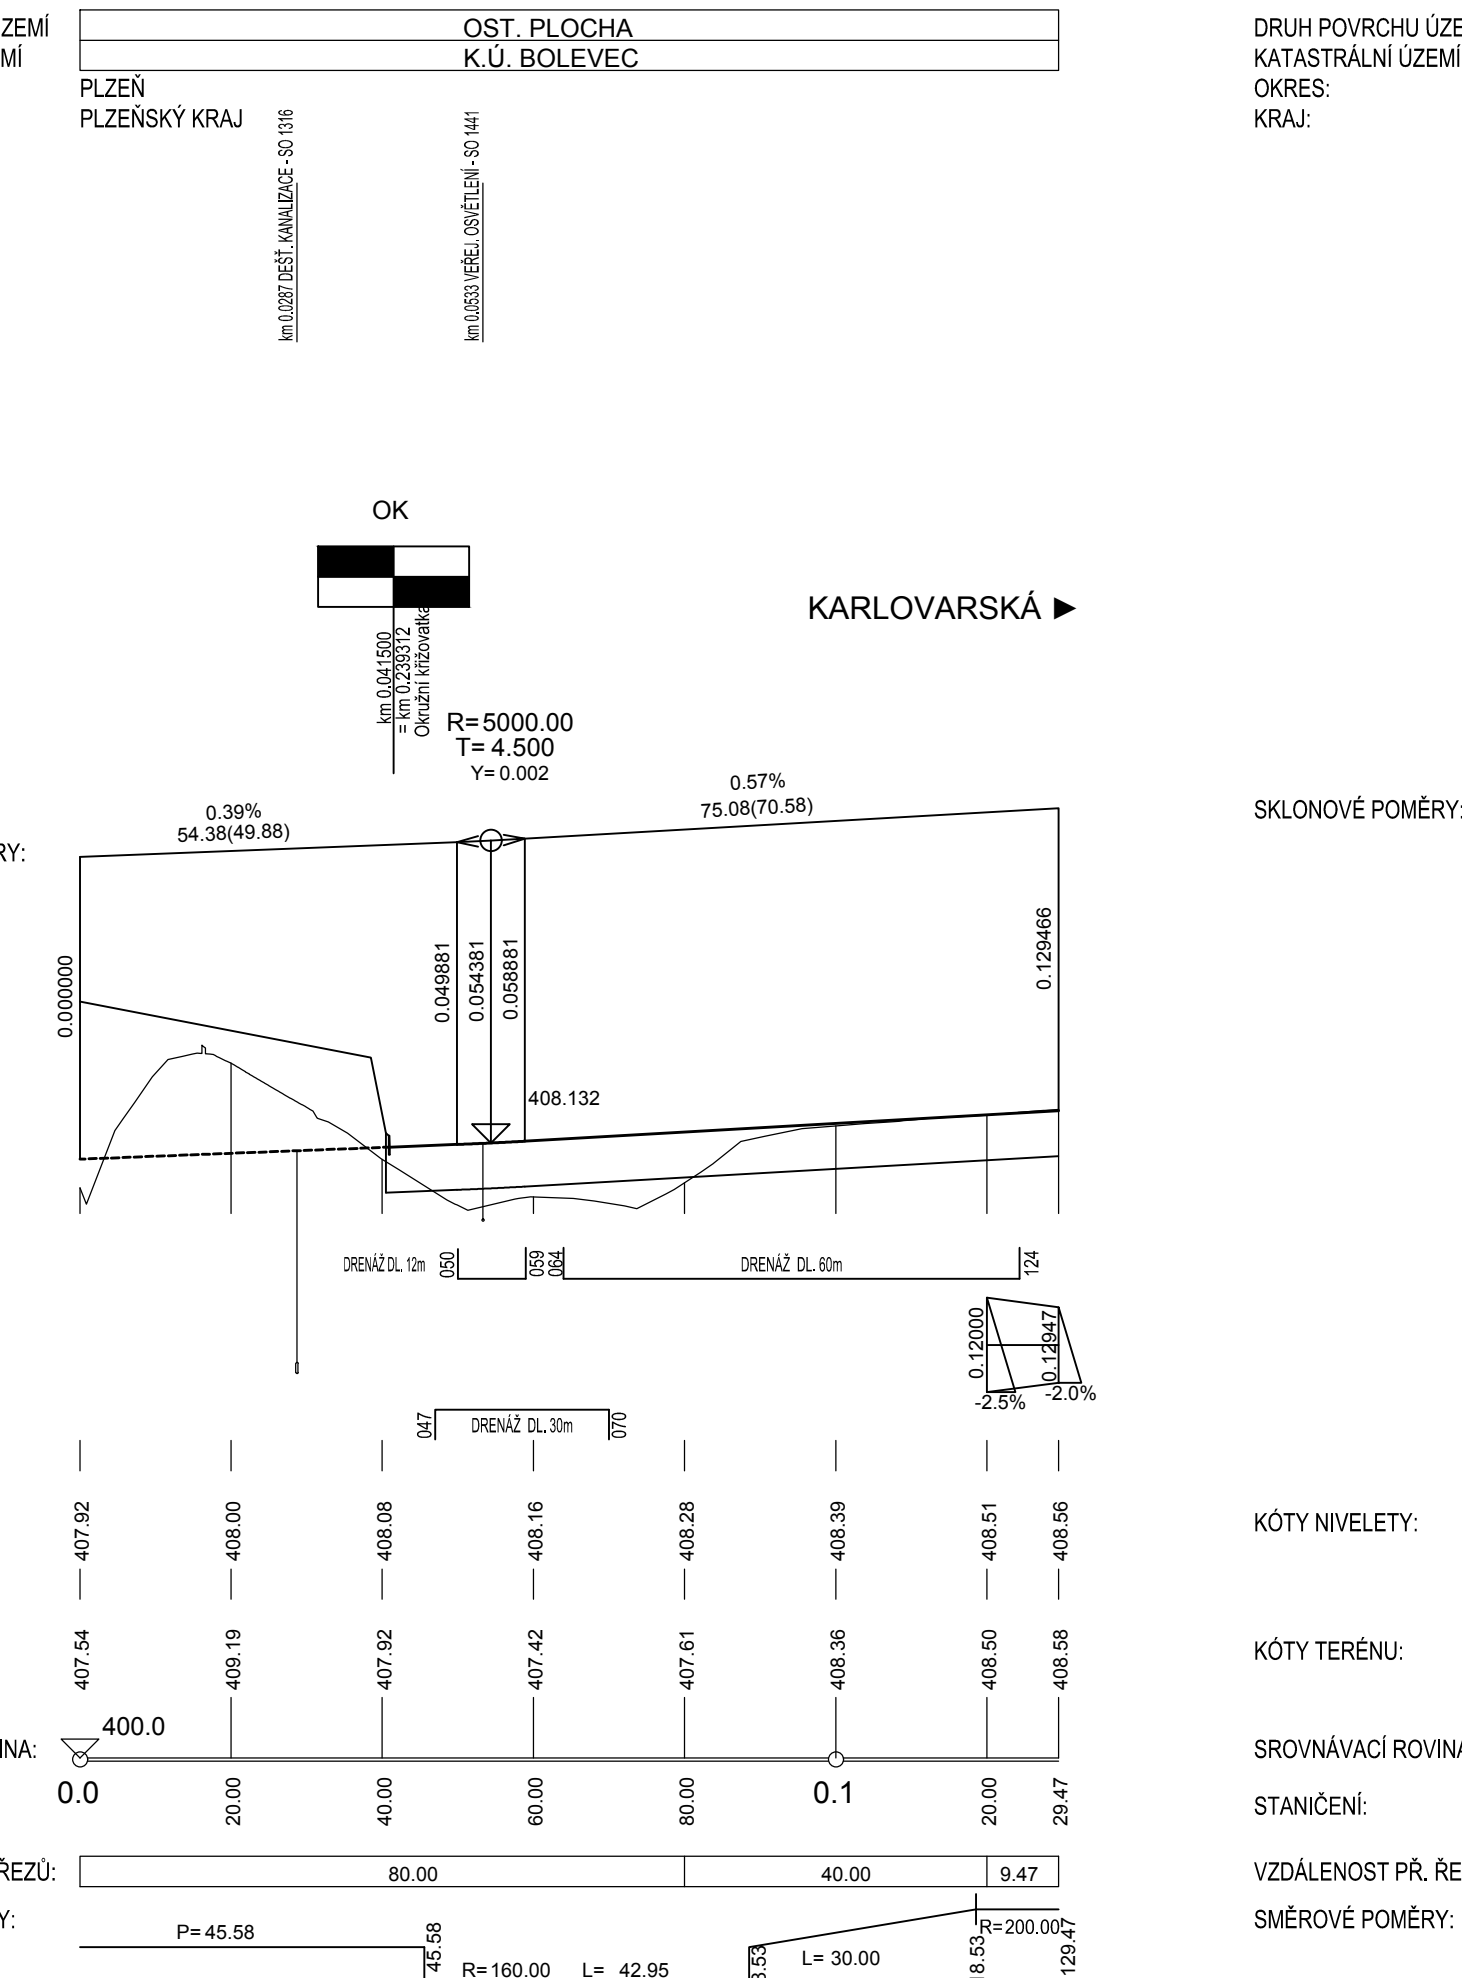 OST. PLOCHA
K.Ú. BOLEVEC
PLZEŇ
PLZEŇSKÝ KRAJ
DRUH POVRCHU
KATASTRÁLNÍ ÚZEMÍ
OKRES:
KRAJ:
km 0.0287 DEŠŤ. KANALIZACE - SO 1316
km 0.0533 VEŘEJ. OSVĚTLENÍ - SO 1441
OK
KARLOVARSKÁ ►
km 0.041500
= km 0.239312
Okružní křižovatka
R=5000.00
T= 4.500
Y= 0.002
0.39%
54.38(49.88)
0.57%
75.08(70.58)
SKLONOVÉ POMĚRY:
0.000000
0.049881
0.054381
0.058881
0.129466
408.132
DRENÁŽ DL. 12m
050
059
064
DRENÁŽ DL. 60m
124
0.12000
0.12947
-2.5%
-2.0%
047
DRENÁŽ DL. 30m
070
407.92
408.00
408.08
408.16
408.28
408.39
408.51
408.56
KÓTY NIVELETY:
407.54
409.19
407.92
407.42
407.61
408.36
408.50
408.58
KÓTY TERÉNU:
400.0
SROVNÁVACÍ ROVINA
0.0
20.00
40.00
60.00
80.00
0.1
20.00
29.47
STANIČENÍ:
80.00
40.00
9.47
VZDÁLENOST PŘ.
SMĚROVÉ POMĚRY:
P= 45.58
45.58
R=160.00 L= 42.95
L= 30.00
R=200.00
129.47